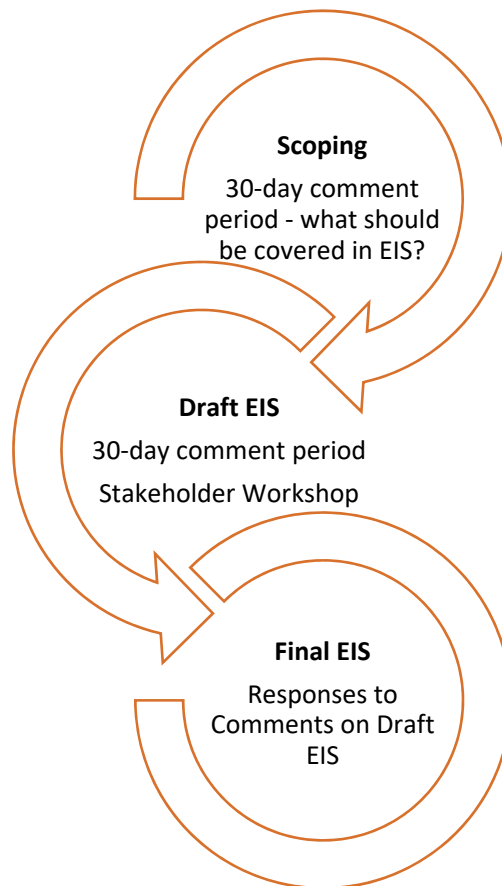 Scoping
30-day comment
period - what should
be covered in EIS?
Draft EIS
30-day comment period
Stakeholder Workshop
Final EIS
Responses to
Comments on Draft
EIS